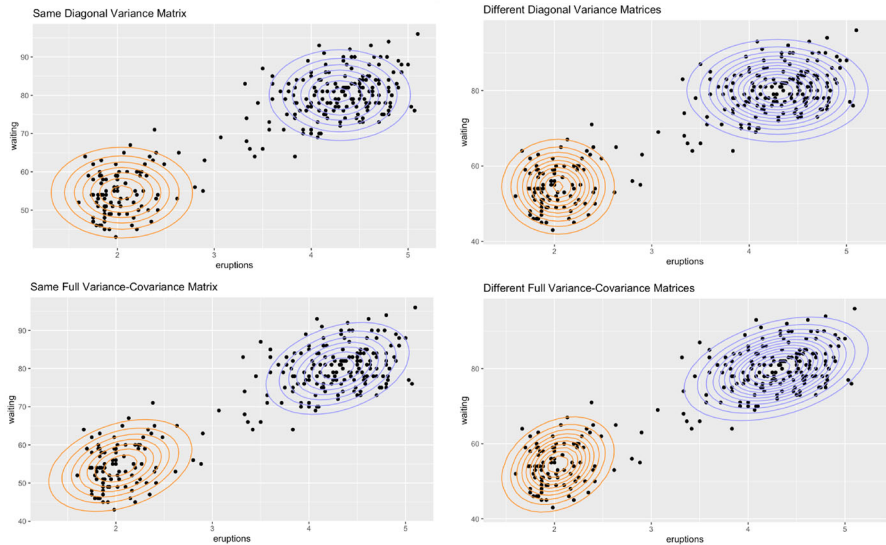 Same Diagonal Variance Matrix
90
80
70
60
50
waiting
2
3
4
5
eruptions
Different Diagonal Variance Matrices
80
60
40
waiting
2
3
4
5
eruptions
Same Full Variance-Covariance Matrix
90
80
70
60
50
40
waiting
2
3
4
5
eruptions
Different Full Variance-Covariance Matrices
80
60
40
waiting
2
3
4
5
eruptions